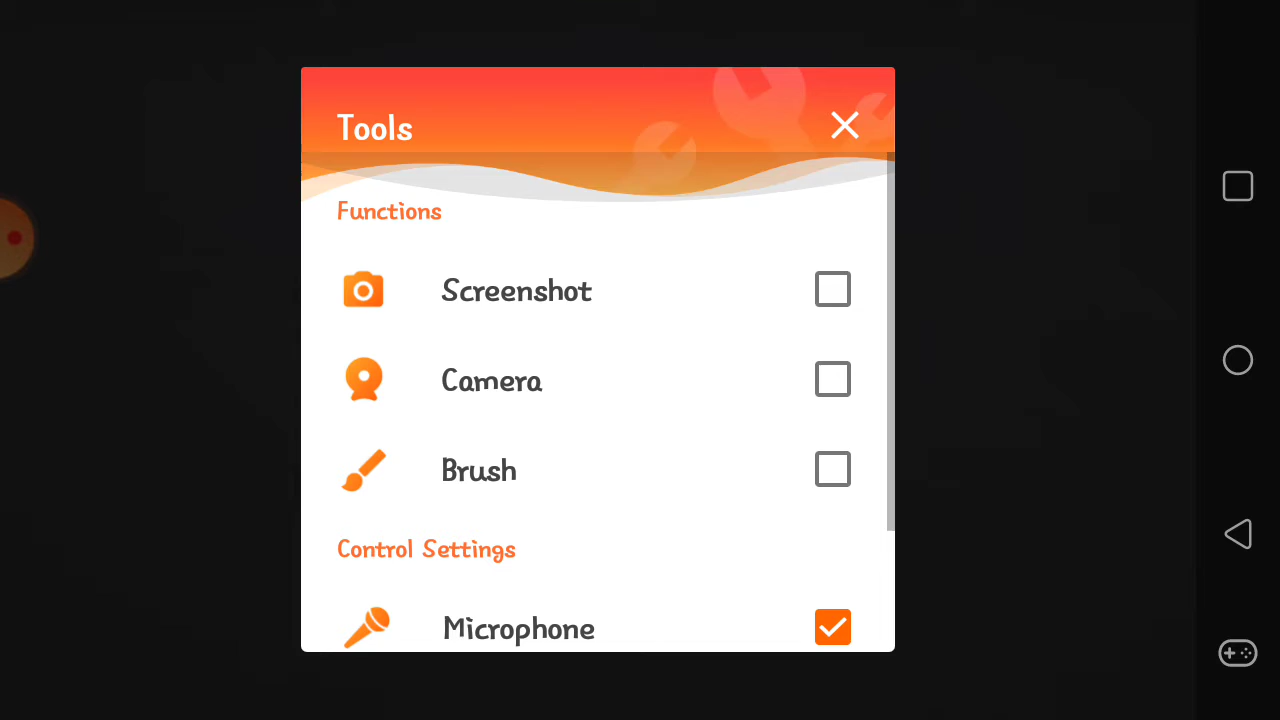 Tools
Functions
Screenshot
Camera
Brush
Control Settings
Microphone